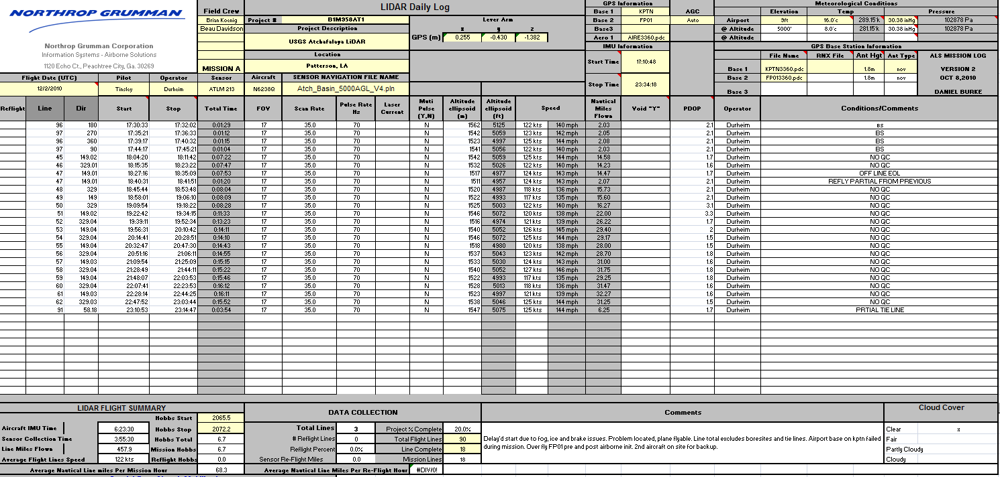 NORTHROP GRUMMAN
Northrop Grumman Corporation
Information Systems - Airborne Solutions
1120 Echo Ct., Peachtree City, Ga. 30269
Field Crew
Brian Koenig
Beau Davidson
MISSION A
LIDAR Daily Log
Project # B1M958AT1
Project Description
USGS Atchafalaya LiDAR
Location
Patterson, LA
Lever Arm
x y z
GPS (m) 0.255 -0.430 -1.382
GPS Information
Base 1 KPTN
Base 2 FP01
Base3
Aero 1 AIRE3360.pdc
AGC
Auto
IMU Information
Start Time 17:10:48
Stop Time 23:34:18
Meteorological Conditions
Elevation Temp Pressure
Airport 9ft 16.0'c 289.15'k 30.38 inHg 102878 Pa
@ Altitude 5000' 8.0'c 281.15'k 30.38 inHg 102878 Pa
@ Altitude
GPS Base Station Information
File Name RNX File Ant Hgt Ant Type
Base 1 KPTN3360.pdc 1.8m nov
Base 2 FP013360.pdc 1.8m nov
Base 3
ALS MISSION LOG
VERSION 2
OCT 8,2010
DANIEL BURKE
Flight Date (UTC) Pilot Operator Sensor Aircraft SENSOR NAVIGATION FILE NAME
12/2/2010 Tinsley Durheim ATLM 213 N6238Q Atch_Basin_5000AGL_V4.pln
Reflight Line Dir Start Stop Total Time FOV Scan Rate Pulse Rate Hz Laser Current Muti Pulse (Y,N) Altitude ellipsoid (m) Altitude ellipsoid (ft) Speed Nautical Miles Flown Void "Y" PDOP Operator Conditions/Comments
96 180 17:30:33 17:32:02 0:01:29 17 35.0 70 N 1562 5125 122 kts 140 mph 2.03 2.1 Durheim BS
97 270 17:35:21 17:36:33 0:01:12 17 35.0 70 N 1542 5059 123 kts 142 mph 2.05 2.1 Durheim BS
96 360 17:39:17 17:40:32 0:01:15 17 35.0 70 N 1523 4997 125 kts 144 mph 2.08 2.1 Durheim BS
97 90 17:44:17 17:45:21 0:01:04 17 35.0 70 N 1541 5056 122 kts 140 mph 2.03 2.1 Durheim BS
45 149.02 18:04:20 18:11:42 0:07:22 17 35.0 70 N 1542 5059 125 kts 144 mph 14.58 1.7 Durheim NO QC
46 329.01 18:15:35 18:23:22 0:07:47 17 35.0 70 N 1532 5026 122 kts 140 mph 14.23 1.6 Durheim NO QC
47 149.01 18:27:16 18:35:09 0:07:53 17 35.0 70 N 1517 4977 124 kts 143 mph 14.47 1.7 Durheim OFF LINE EOL
47 149.01 18:40:31 18:41:51 0:01:20 17 35.0 70 N 1511 4957 124 kts 143 mph 2.07 2.1 Durheim REFLY PARTIAL FROM PREVIOUS
48 329 18:45:44 18:53:48 0:08:04 17 35.0 70 N 1520 4987 118 kts 136 mph 15.73 2.1 Durheim NO QC
49 149 18:58:01 19:06:10 0:08:09 17 35.0 70 N 1522 4993 117 kts 135 mph 15.60 2.1 Durheim NO QC
50 329 19:09:54 19:18:22 0:08:28 17 35.0 70 N 1525 5003 122 kts 140 mph 16.27 3.1 Durheim NO QC
51 149.02 19:22:42 19:34:15 0:11:33 17 35.0 70 N 1546 5072 120 kts 138 mph 22.00 3.3 Durheim NO QC
52 329.04 19:39:11 19:52:34 0:13:23 17 35.0 70 N 1516 4974 121 kts 139 mph 26.22 1.7 Durheim NO QC
53 149.04 19:56:31 20:10:42 0:14:11 17 35.0 70 N 1540 5052 126 kts 145 mph 29.40 2 Durheim NO QC
54 329.04 20:14:41 20:28:51 0:14:10 17 35.0 70 N 1546 5072 125 kts 144 mph 29.17 1.5 Durheim NO QC
55 149.04 20:32:47 20:47:30 0:14:43 17 35.0 70 N 1518 4980 120 kts 138 mph 28.00 1.5 Durheim NO QC
56 329.04 20:51:16 21:06:11 0:14:55 17 35.0 70 N 1537 5043 123 kts 142 mph 28.70 1.8 Durheim NO QC
57 149.03 21:09:54 21:25:09 0:15:15 17 35.0 70 N 1533 5030 124 kts 143 mph 31.00 1.6 Durheim NO QC
58 329.04 21:28:49 21:44:11 0:15:22 17 35.0 70 N 1540 5052 127 kts 146 mph 31.75 1.8 Durheim NO QC
59 149.04 21:48:07 22:03:53 0:15:46 17 35.0 70 N 1522 4993 117 kts 135 mph 29.25 1.8 Durheim NO QC
60 329.04 22:07:41 22:23:53 0:16:12 17 35.0 70 N 1528 5013 118 kts 136 mph 31.47 1.6 Durheim NO QC
61 149.03 22:28:14 22:44:25 0:16:11 17 35.0 70 N 1523 4997 121 kts 139 mph 32.27 1.6 Durheim NO QC
62 329.03 22:47:52 23:03:44 0:15:52 17 35.0 70 N 1538 5046 125 kts 144 mph 31.25 1.5 Durheim NO QC
91 58.18 23:10:53 23:14:47 0:03:54 17 35.0 70 N 1547 5075 125 kts 144 mph 6.25 1.7 Durheim PRTIAL TIE LINE
LIDAR FLIGHT SUMMARY
Hobbs Start 2065.5
Aircraft IMU Time 6:23:30 Hobbs Stop 2072.2
Sensor Collection Time 3:55:30 Hobbs Total 6.7
Line Miles Flown 457.9 Mission Hobbs 6.7
Average Flight Lines Speed 122 kts Reflight Hobbs 0.0
Average Nautical Line miles Per Mission Hour 68.3
DATA COLLECTION
Total Lines 3 Project % Complete 20.0%
# Reflight Lines 0 Total Flight Lines 90
Reflight Percent 0.0% Line Complete 18
Sensor Re-Flight Miles 0.0 Mission Lines 18
Average Nautical Line Miles Per Re-Flight Hour #DIV/0!
Comments
Delay'd start due to fog, ice and brake issues. Problem located, plane flyable. Line total excludes boresites and tie lines. Airport base on kptn failed
during mission. Over fly FP01 pre and post airborne init. 2nd aircraft on site for backup.
Cloud Cover
Clear x
Fair
Partly Cloudy
Cloudy